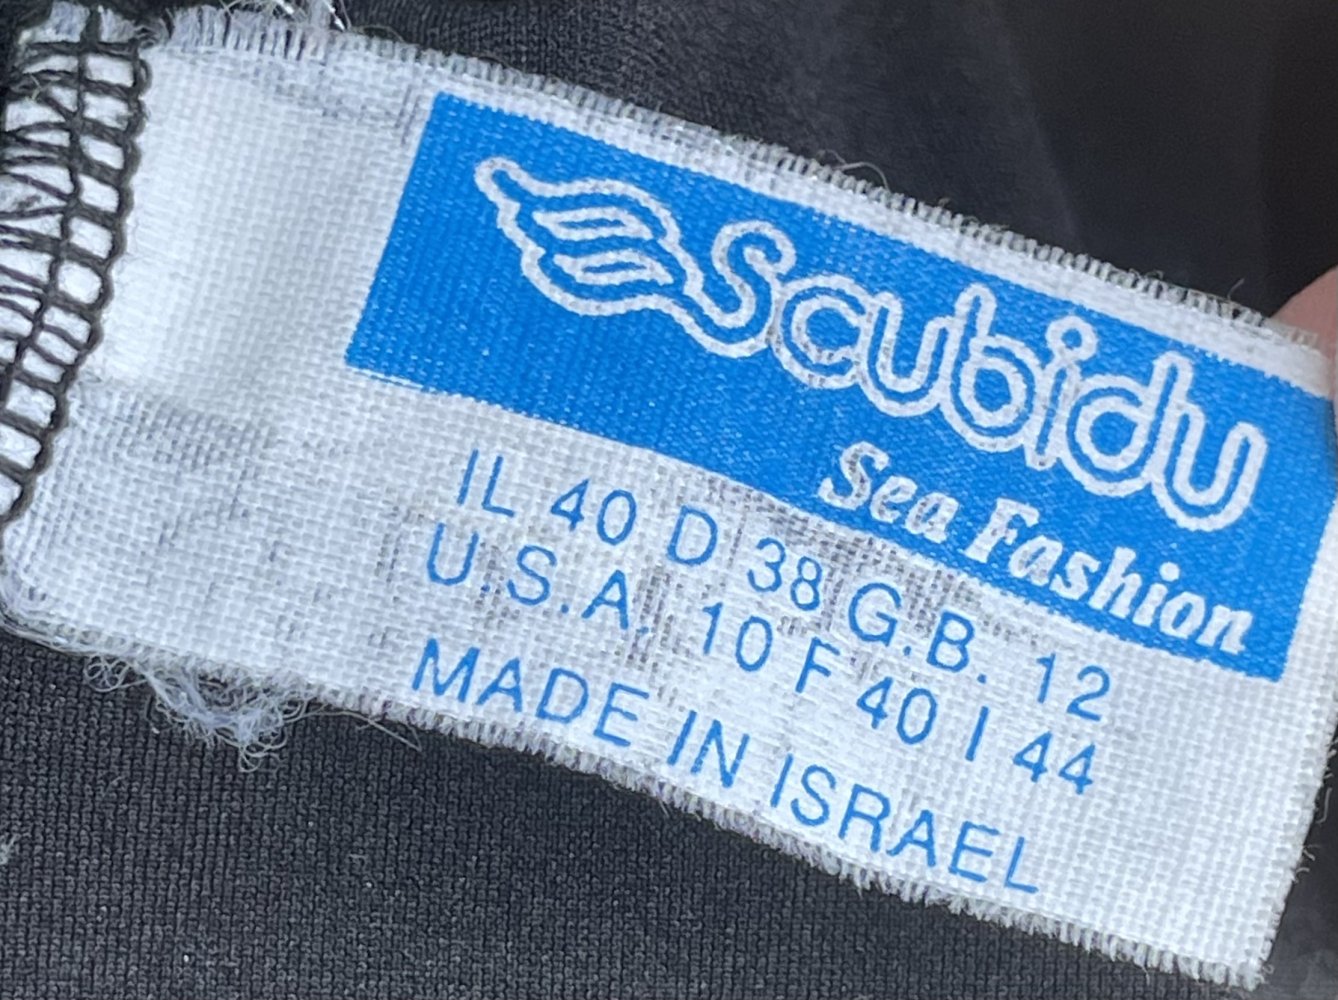 Scubidu
Sea Fashion
IL 40 D 38 G.B. 12
U.S.A. 10 F 40 I 44
MADE IN ISRAEL